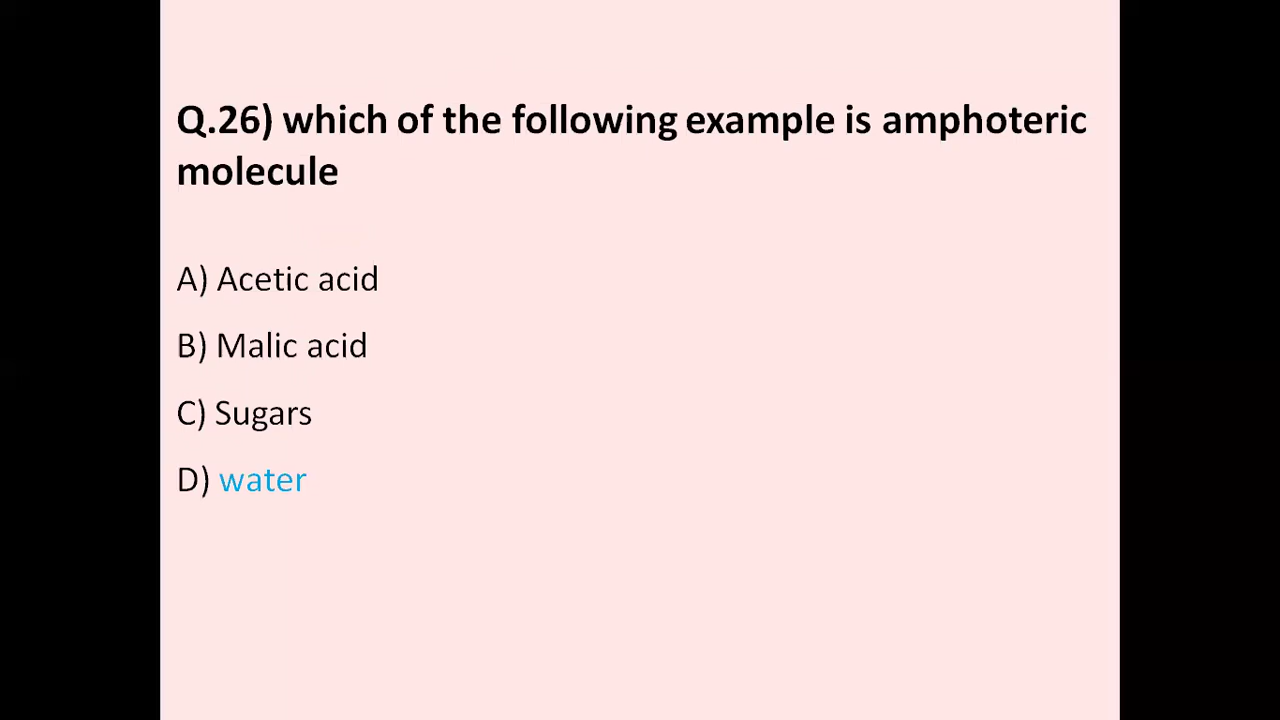 Q.26) which of the following example is amphoteric
molecule
A) Acetic acid
B) Malic acid
C) Sugars
D) water